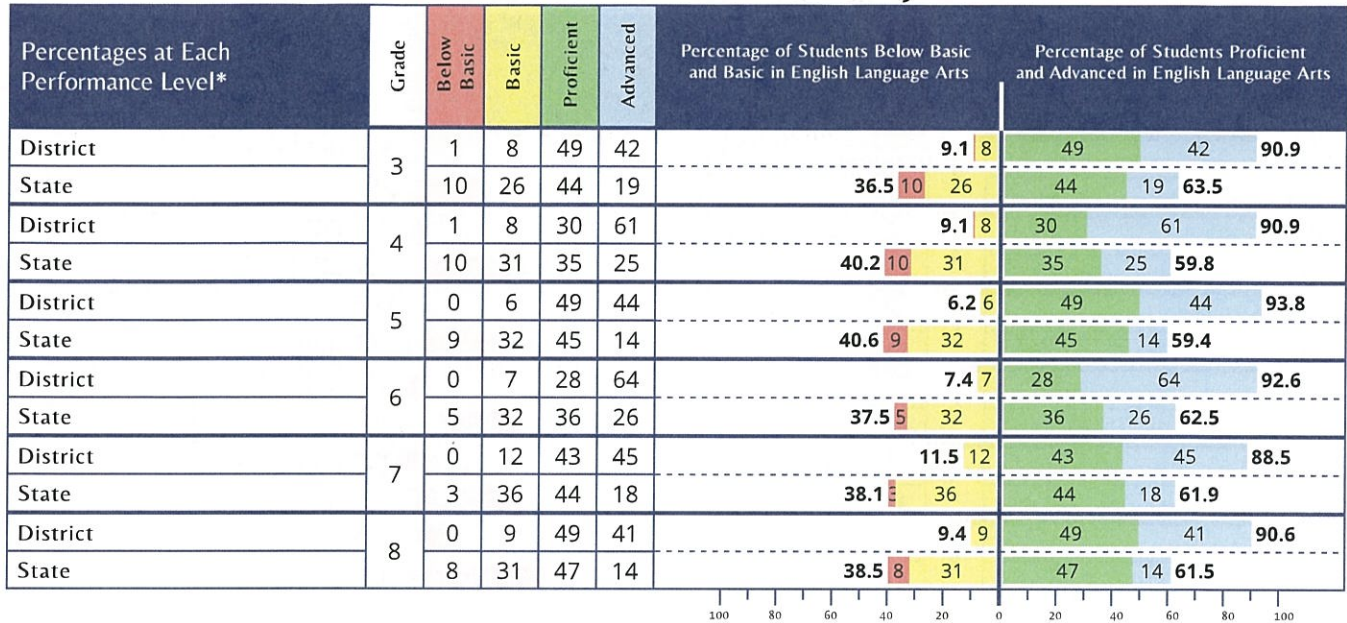 Percentages at Each
Performance Level*
Grade
Below
Basic
Basic
Proficient
Advanced
Percentage of Students Below Basic
and Basic in English Language Arts
Percentage of Students Proficient
and Advanced in English Language Arts
District 3 1 8 49 42 9.1 8 49 42 90.9
State 10 26 44 19 36.5 10 26 44 19 63.5
District 4 1 8 30 61 9.1 8 30 61 90.9
State 10 31 35 25 40.2 10 31 35 25 59.8
District 5 0 6 49 44 6.2 6 49 44 93.8
State 9 32 45 14 40.6 9 32 45 14 59.4
District 6 0 7 28 64 7.4 7 28 64 92.6
State 5 32 36 26 37.5 5 32 36 26 62.5
District 7 0 12 43 45 11.5 12 43 45 88.5
State 3 36 44 18 38.1 3 36 44 18 61.9
District 8 0 9 49 41 9.4 9 49 41 90.6
State 8 31 47 14 38.5 8 31 47 14 61.5
100 80 60 40 20 0 20 40 60 80 100